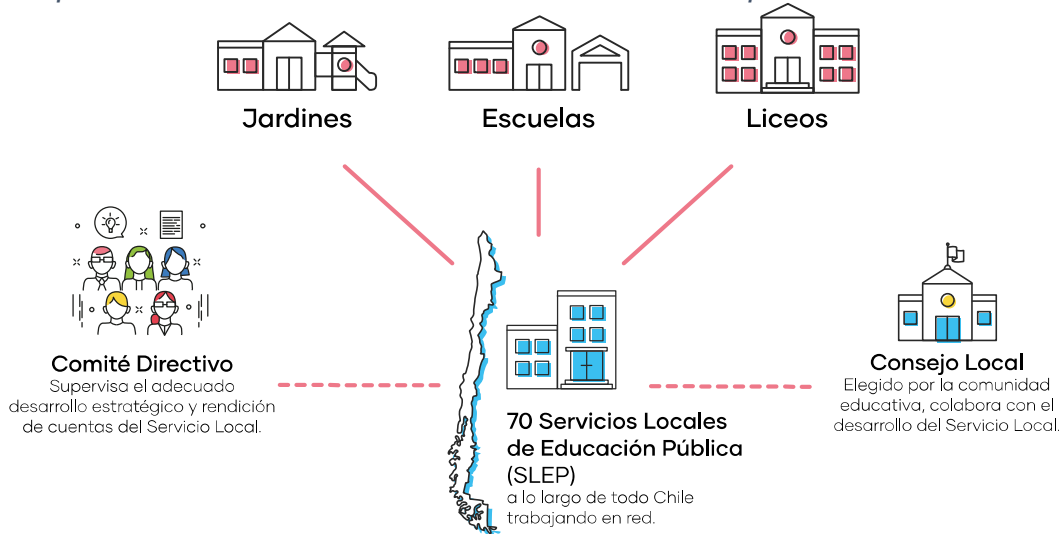 Jardines
Escuelas
Liceos
Comité Directivo
Supervisa el adecuado
desarrollo estratégico y rendición
de cuentas del Servicio Local.
70 Servicios Locales
de Educación Pública
(SLEP)
a lo largo de todo Chile
trabajando en red.
Consejo Local
Elegido por la comunidad
educativa, colabora con el
desarrollo del Servicio Local.